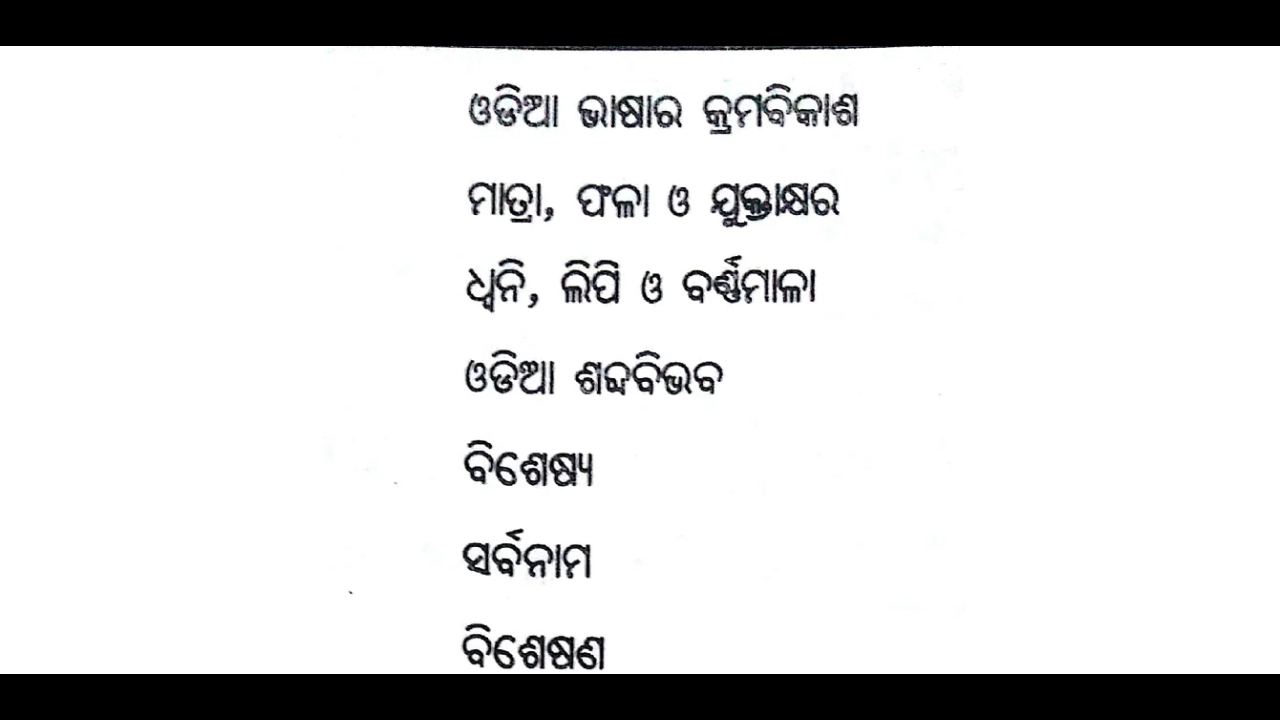 ଓଡିଆ ଭାଷାର କ୍ରମବିକାଶ
ମାତ୍ରା, ଫଳା ଓ ଯୁକ୍ତାକ୍ଷର
ଧ୍ୱନି, ଲିପି ଓ ବର୍ଣ୍ଣମାଳା
ଓଡିଆ ଶବ୍ଦବିଭବ
ବିଶେଷ୍ୟ
ସର୍ବନାମ
ବିଶେଷଣ